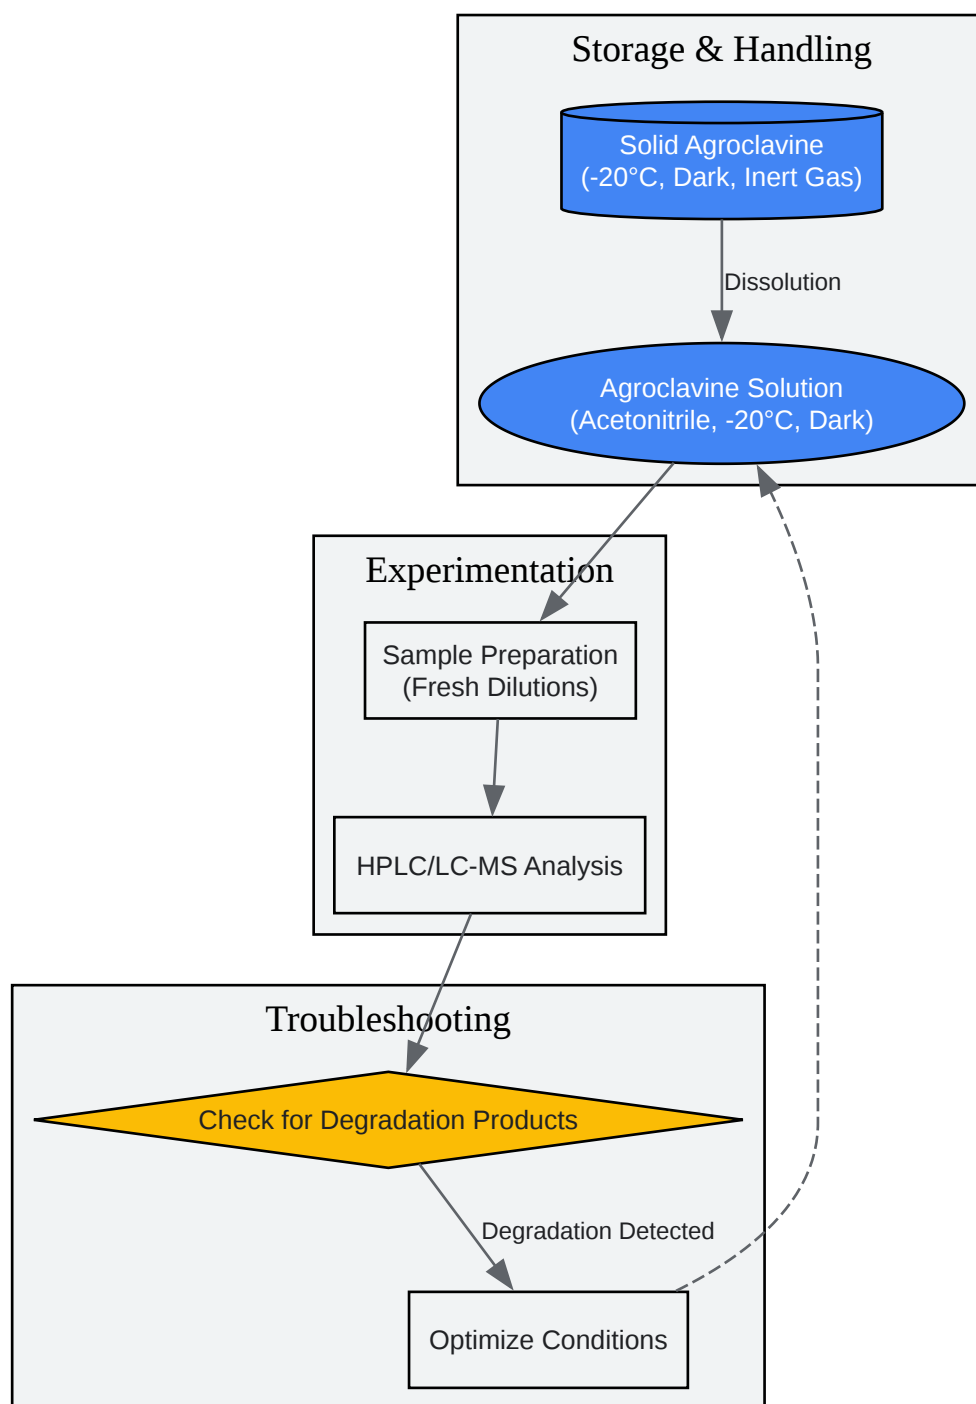 Storage & Handling
Solid Agroclavine
(-20°C, Dark, Inert Gas)
Dissolution
Agroclavine Solution
(Acetonitrile, -20°C, Dark)
Experimentation
Sample Preparation
(Fresh Dilutions)
HPLC/LC-MS Analysis
Troubleshooting
Check for Degradation Products
Degradation Detected
Optimize Conditions